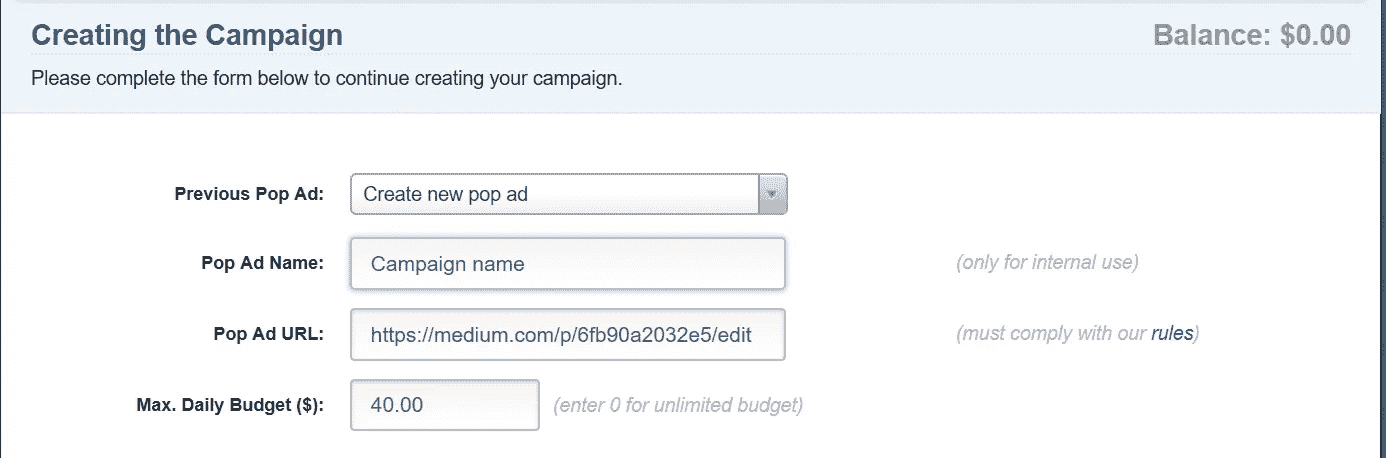 Creating the Campaign
Balance: $0.00
Please complete the form below to continue creating your campaign.
Previous Pop Ad: Create new pop ad
Pop Ad Name: Campaign name (only for internal use)
Pop Ad URL: https://medium.com/p/6fb90a2032e5/edit (must comply with our rules)
Max. Daily Budget ($): 40.00 (enter 0 for unlimited budget)